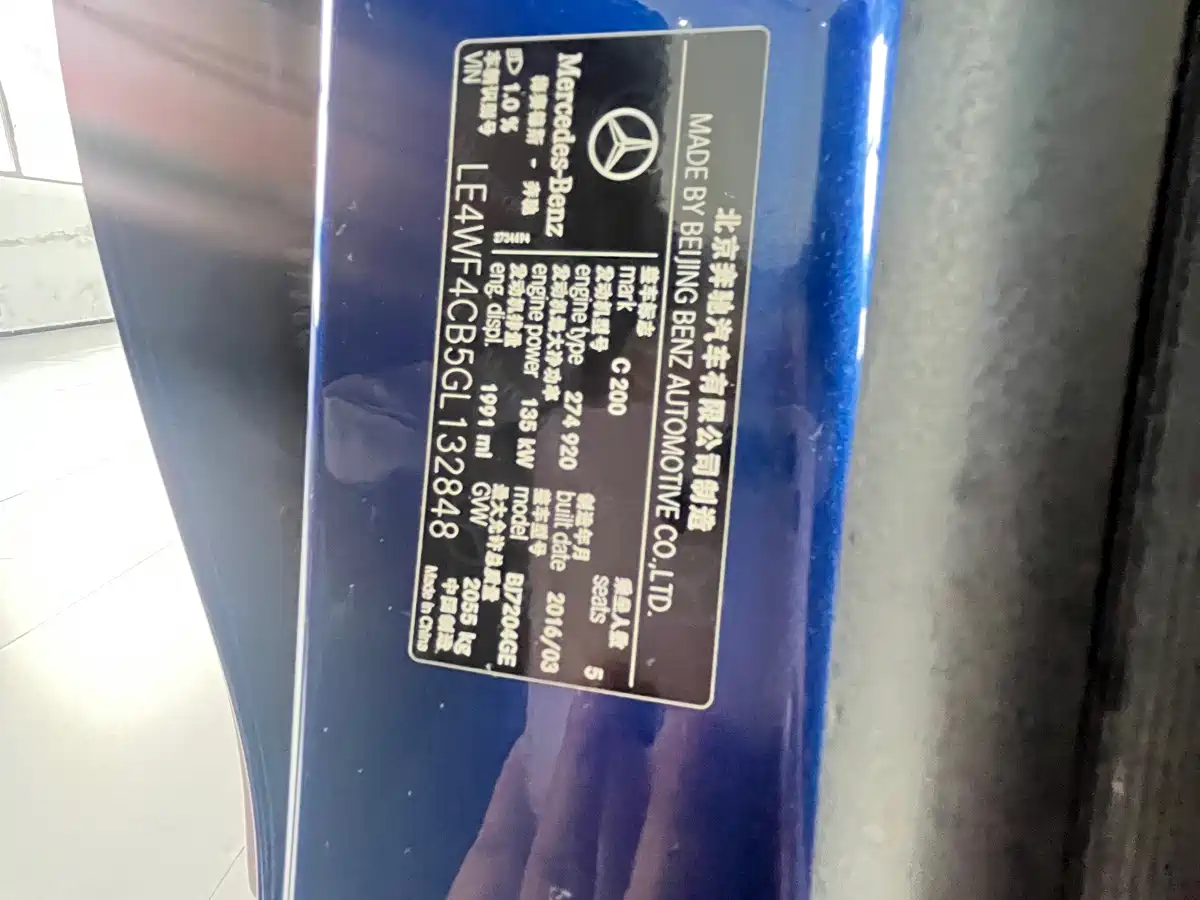 北京奔驰汽车有限公司制造
MADE BY BEIJING BENZ AUTOMOTIVE CO.,LTD.
Mercedes-Benz
梅赛德斯 - 奔驰
1.0 %
整车标志
mark C 200
乘员人数
seats 5
发动机型号
engine type 274 920
制造年月
built date 2016/03
发动机最大净功率
engine power 135 kW
整车型号
model BJ7204GE
发动机排量
eng. displ. 1991 ml
最大允许总质量
GVW 2055 kg
车辆识别号
VIN LE4WF4CB5GL132848
中国制造
Made in China